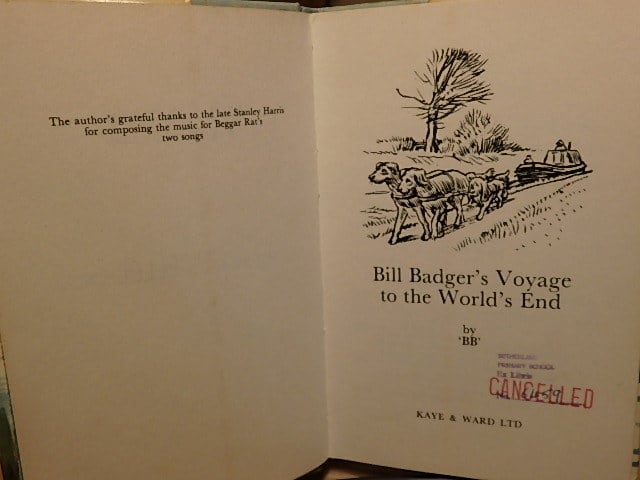 The author's grateful thanks to the late Stanley Harris
for composing the music for Beggar Rat's
two songs
Bill Badger's Voyage
to the World's End
by
'BB'
PRIMARY SCHOOL
Ex Libris
CANCELLED
KAYE & WARD LTD